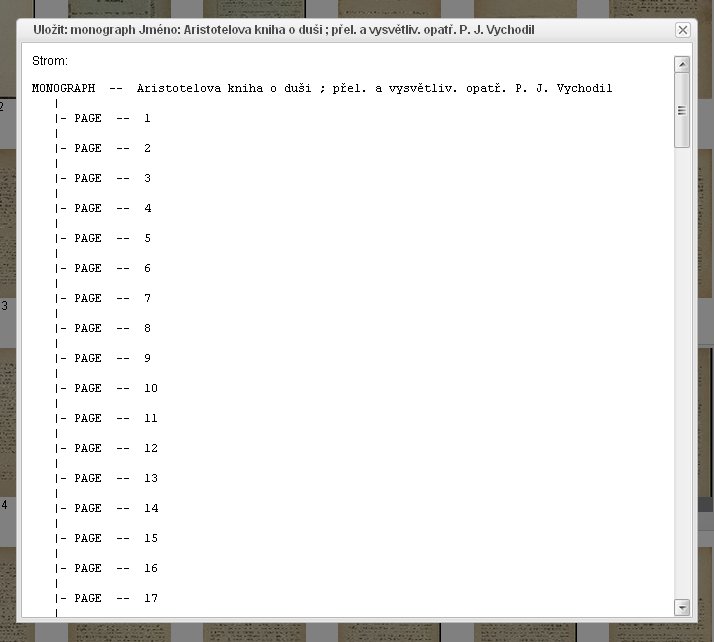 Uložit: monograph Jméno: Aristotelova kniha o duši ; přel. a vysvětliv. opatř. P. J. Vychodil
Strom:
MONOGRAPH -- Aristotelova kniha o duši ; přel. a vysvětliv. opatř. P. J. Vychodil
|
|- PAGE -- 1
|
|- PAGE -- 2
|
|- PAGE -- 3
|
|- PAGE -- 4
|
|- PAGE -- 5
|
|- PAGE -- 6
|
|- PAGE -- 7
|
|- PAGE -- 8
|
|- PAGE -- 9
|
|- PAGE -- 10
|
|- PAGE -- 11
|
|- PAGE -- 12
|
|- PAGE -- 13
|
|- PAGE -- 14
|
|- PAGE -- 15
|
|- PAGE -- 16
|
|- PAGE -- 17
|
2
3
4